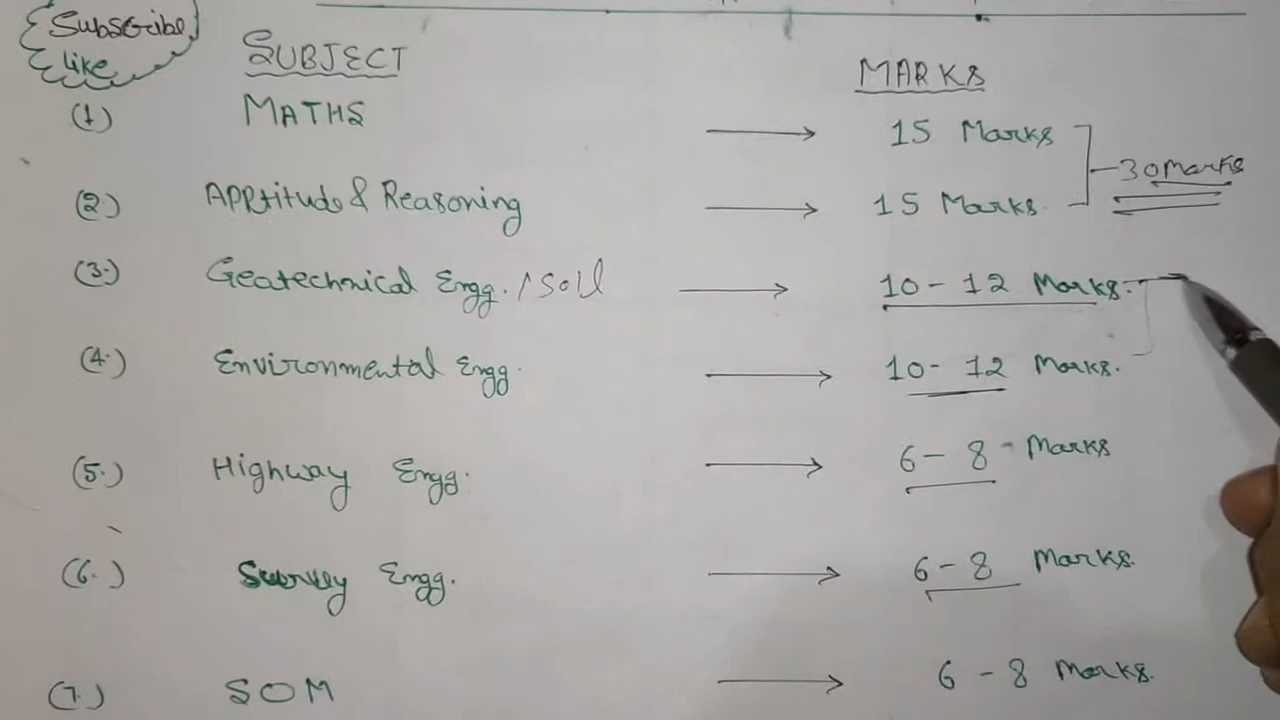 Subscribe
like
SUBJECT MARKS
(1) MATHS → 15 Marks
30 marks
(2) Apptitude & Reasoning → 15 Marks.
(3.) Geatechnical Engg. / Soil → 10 - 12 Marks.
(4.) Environmental Engg. → 10 - 12 Marks.
(5.) Highway Engg. → 6 - 8 - Marks
(6.) Survey Engg. → 6 - 8 Marks.
(7.) SOM → 6 - 8 Marks.